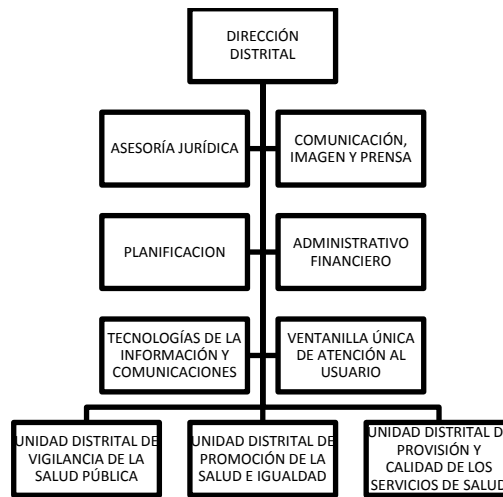 DIRECCIÓN
DISTRITAL
ASESORÍA JURÍDICA
COMUNICACIÓN,
IMAGEN Y PRENSA
PLANIFICACION
ADMINISTRATIVO
FINANCIERO
TECNOLOGÍAS DE LA
INFORMACIÓN Y
COMUNICACIONES
VENTANILLA ÚNICA
DE ATENCIÓN AL
USUARIO
UNIDAD DISTRITAL DE
VIGILANCIA DE LA
SALUD PÚBLICA
UNIDAD DISTRITAL DE
PROMOCIÓN DE LA
SALUD E IGUALDAD
UNIDAD DISTRITAL DE
PROVISIÓN Y
CALIDAD DE LOS
SERVICIOS DE SALUD